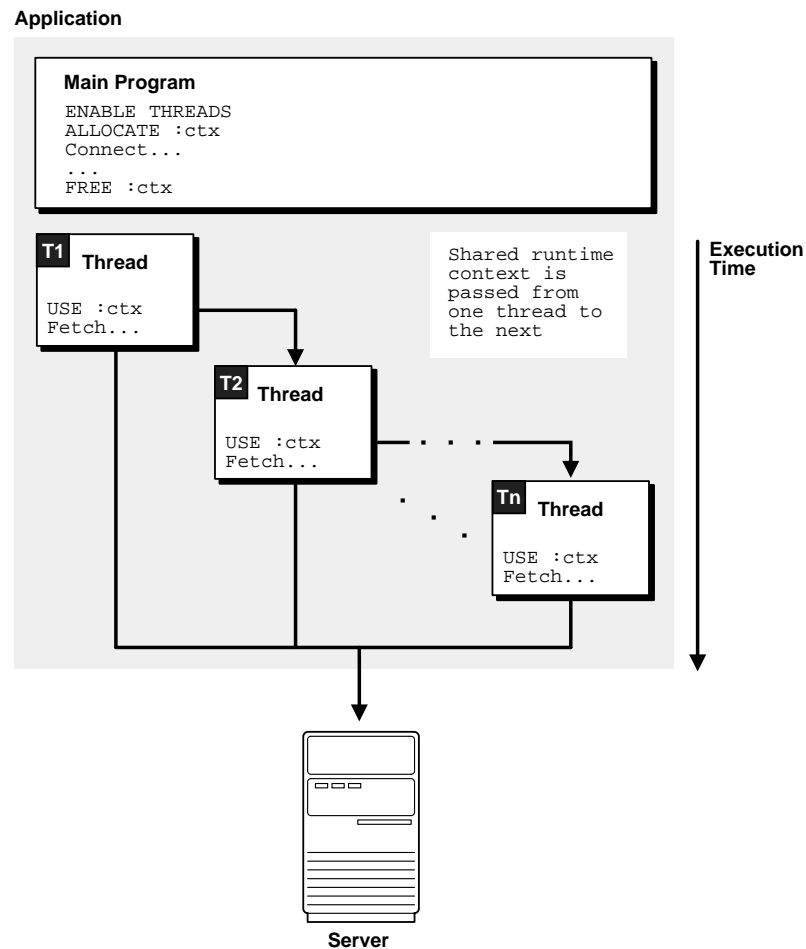 Application
Main Program
ENABLE THREADS
ALLOCATE :ctx
Connect...
...
FREE :ctx
T1
Thread
USE :ctx
Fetch...
Shared runtime
context is
passed from
one thread to
the next
Execution
Time
T2
Thread
USE :ctx
Fetch...
Tn
Thread
USE :ctx
Fetch...
Server